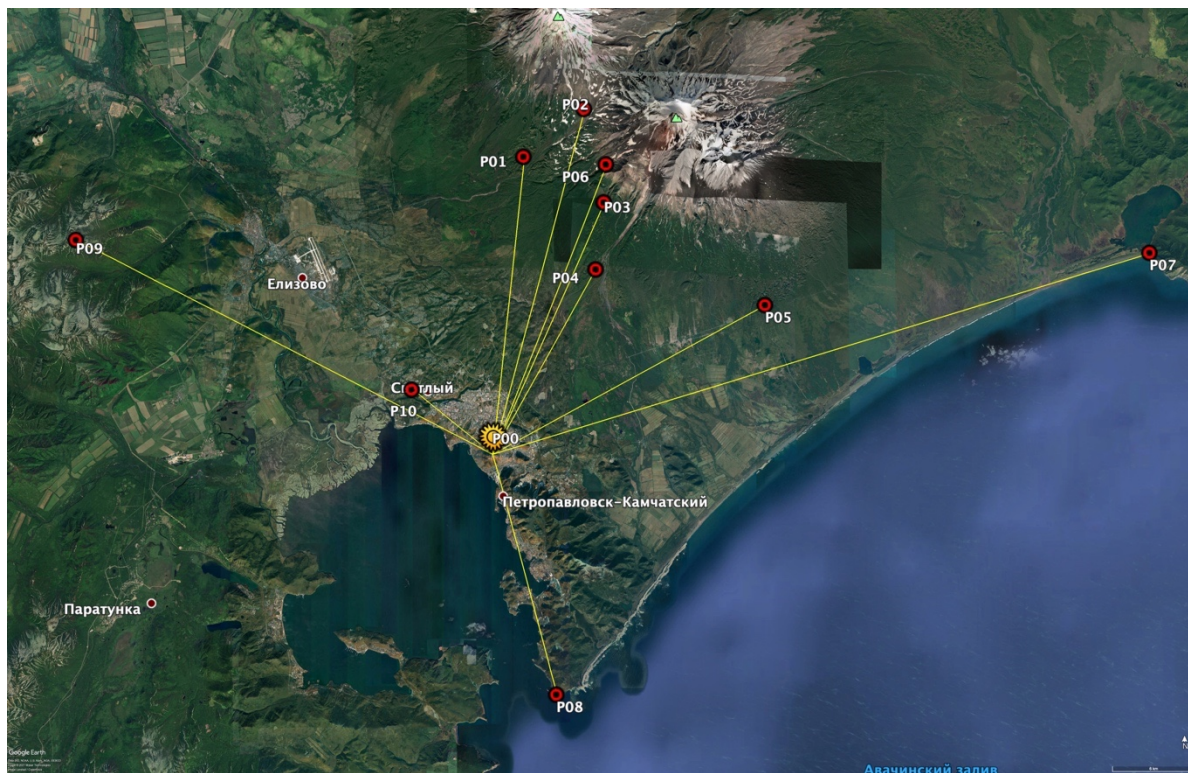 P02
P01
P06
P03
P09
P04
P07
Елизово
P05
Светлый
P10
P00
Петропавловск-Камчатский
Паратунка
P08
Google Earth
N
Авачинский залив